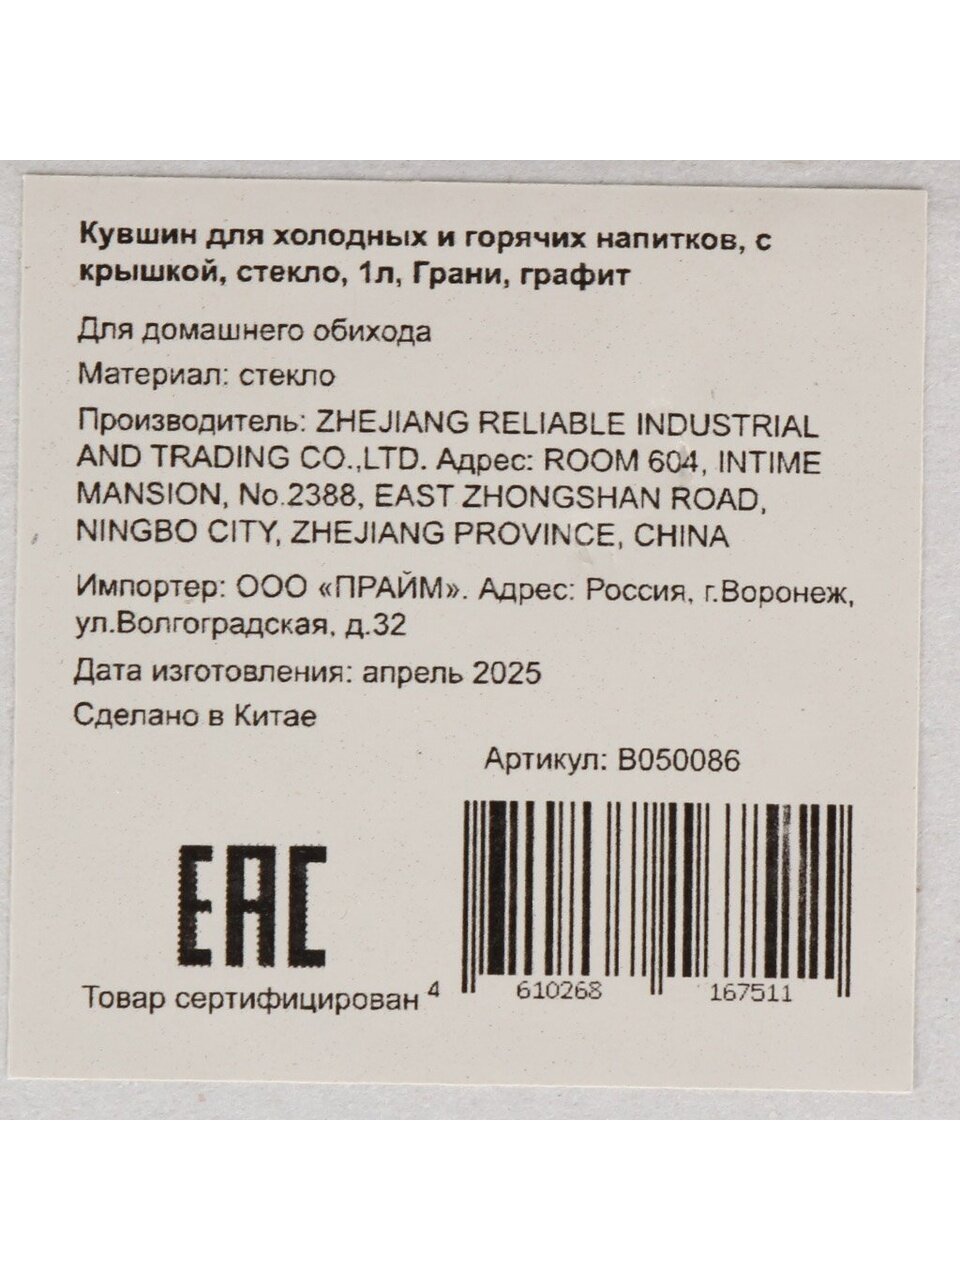 Кувшин для холодных и горячих напитков, с
крышкой, стекло, 1л, Грани, графит
Для домашнего обихода
Материал: стекло
Производитель: ZHEJIANG RELIABLE INDUSTRIAL
AND TRADING CO.,LTD. Адрес: ROOM 604, INTIME
MANSION, No.2388, EAST ZHONGSHAN ROAD,
NINGBO CITY, ZHEJIANG PROVINCE, CHINA
Импортер: ООО «ПРАЙМ». Адрес: Россия, г.Воронеж,
ул.Волгоградская, д.32
Дата изготовления: апрель 2025
Сделано в Китае
Артикул: B050086
EAC
Товар сертифицирован
4 610268 167511